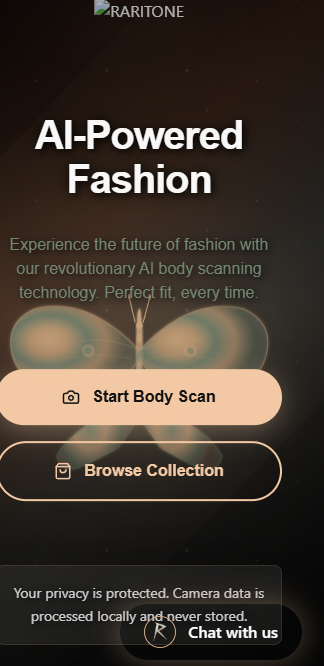 RARITONE
AI-Powered
Fashion
Experience the future of fashion with
our revolutionary AI body scanning
technology. Perfect fit, every time.
Start Body Scan
Browse Collection
Your privacy is protected. Camera data is
processed locally and never stored.
Chat with us